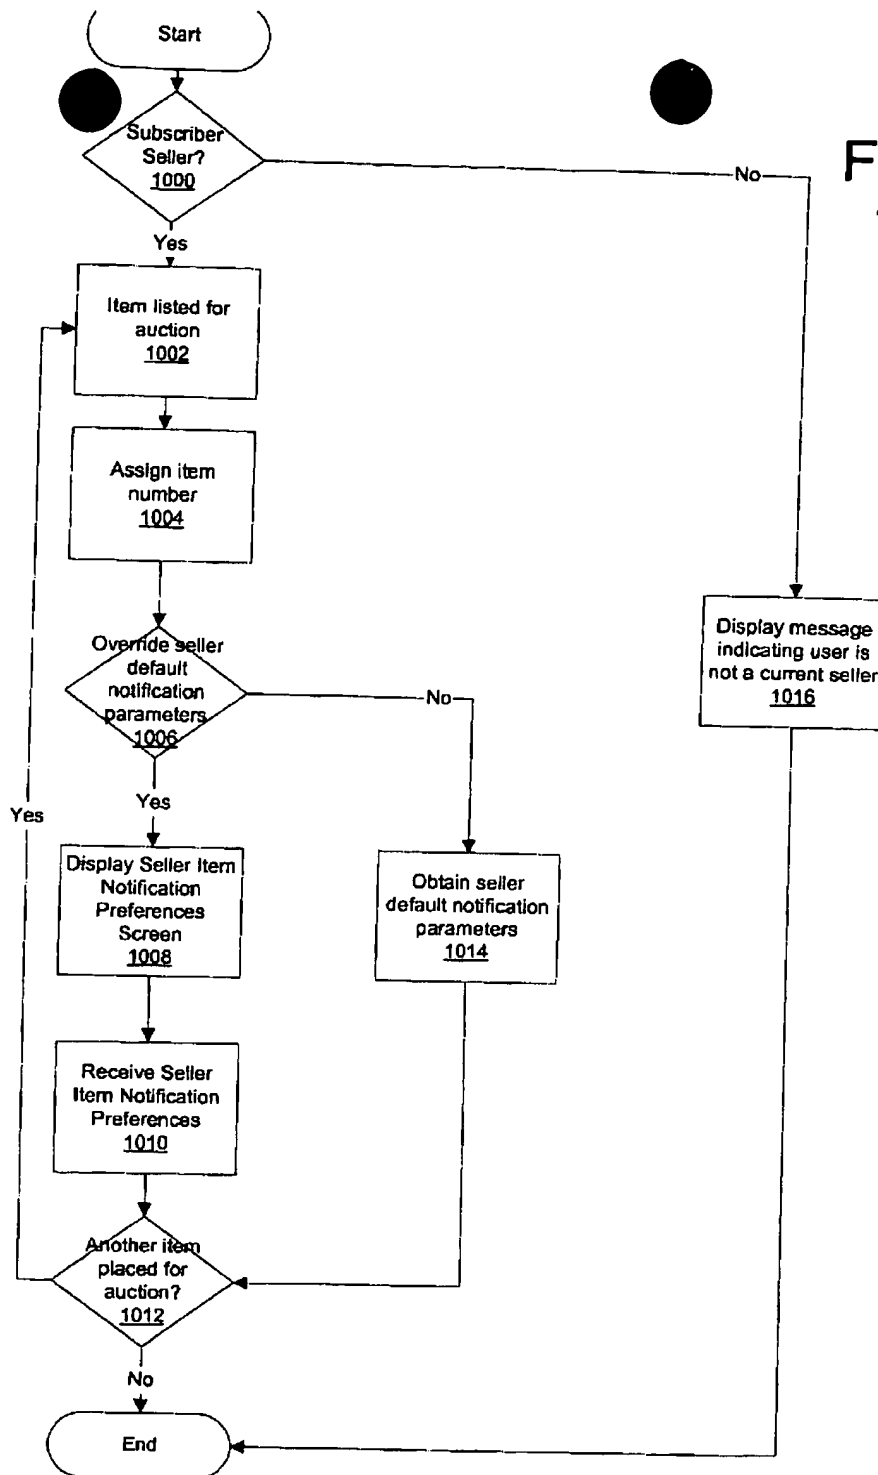 Start
Subscriber
Seller?
1000
No
F
Yes
Item listed for
auction
1002
Assign item
number
1004
Override seller
default
notification
parameters
1006
No
Display message
indicating user is
not a current seller
1016
Yes
Yes
Display Seller Item
Notification
Preferences
Screen
1008
Obtain seller
default notification
parameters
1014
Receive Seller
Item Notification
Preferences
1010
Another item
placed for
auction?
1012
No
End